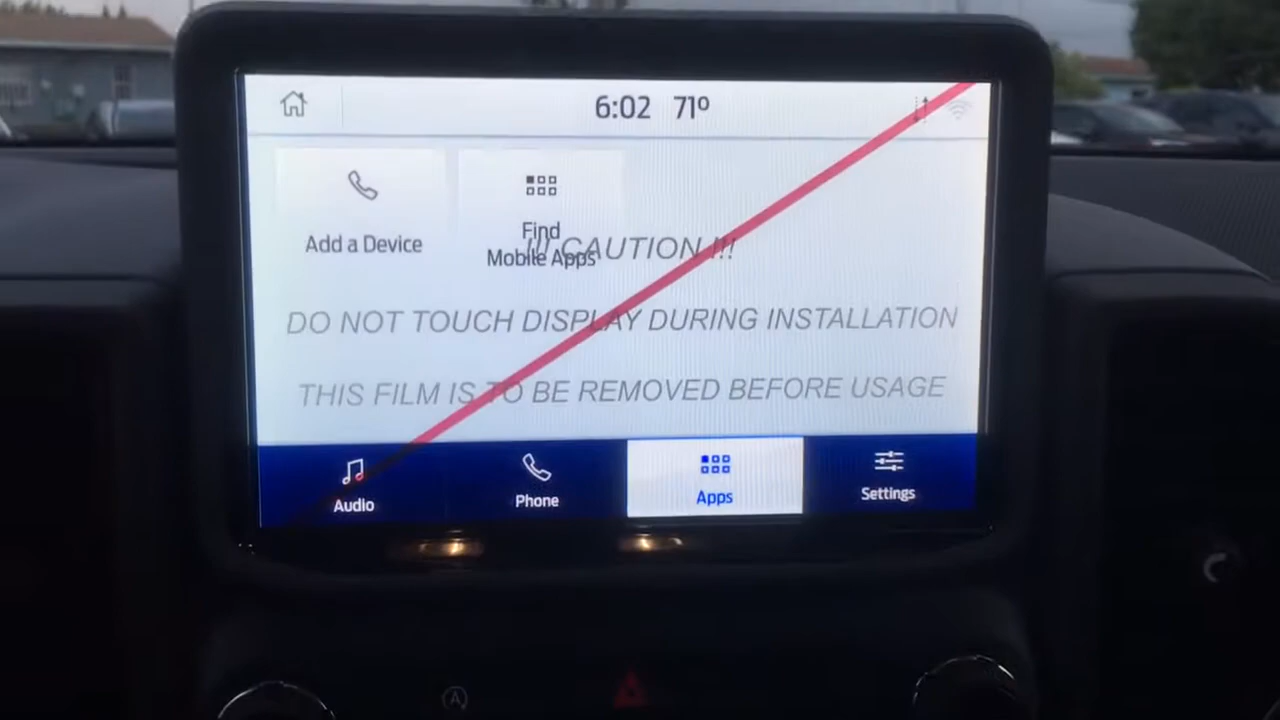 6:02 71º
Add a Device
Find
Mobile Apps
!!! CAUTION !!!
DO NOT TOUCH DISPLAY DURING INSTALLATION
THIS FILM IS TO BE REMOVED BEFORE USAGE
Audio
Phone
Apps
Settings
A